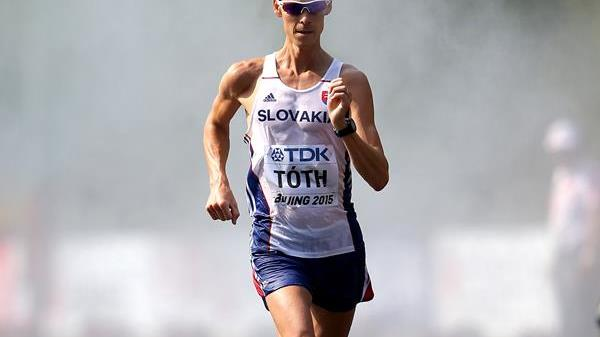 adidas
SLOVAKIA
TDK
TÓTH
BEIJING 2015